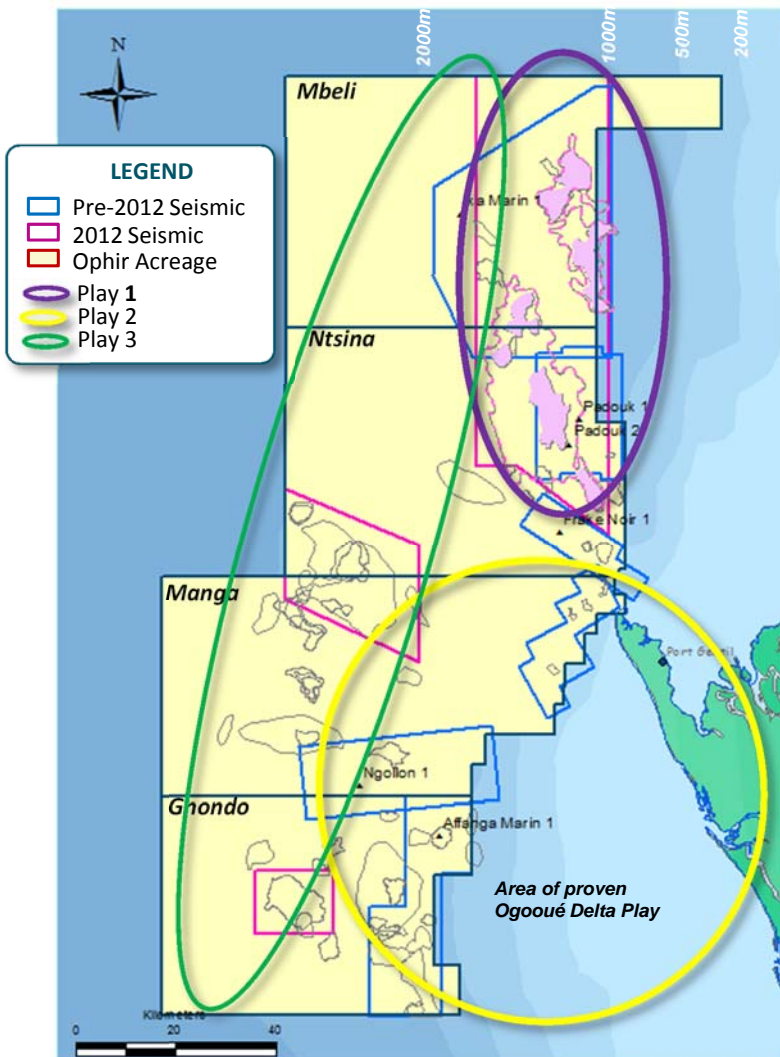 2000m
1000m
500m
200m
N
Mbeli
LEGEND
Pre-2012 Seismic
2012 Seismic
Ophir Acreage
Play 1
Play 2
Play 3
Marin 1
Ntsina
Padouk 1
Padouk 2
Noir 1
Manga
Port Gentil
Ngollon 1
Gnondo
Affanga Marin 1
Area of proven
Ogooué Delta Play
Kilometers
0 20 40